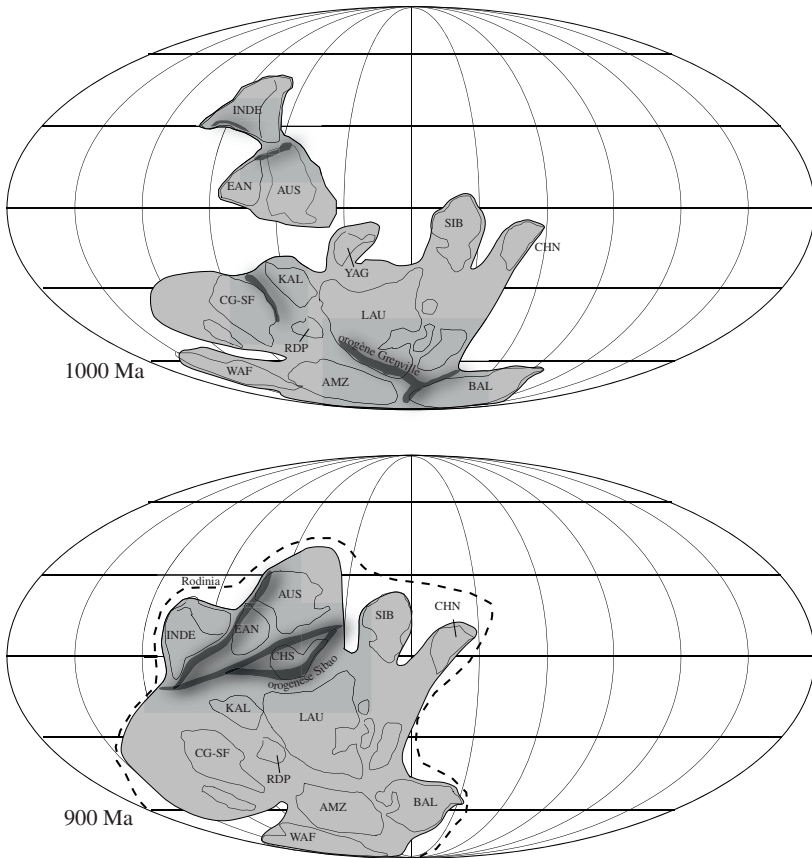 INDE
EAN
AUS
SIB
CHN
YAG
KAL
CG-SF
LAU
RDP
orogène Grenville
WAF
AMZ
BAL
1000 Ma
Rodinia
AUS
CHN
SIB
INDE
EAN
CHS
orogenèse Sibao
KAL
LAU
CG-SF
RDP
AMZ
BAL
WAF
900 Ma